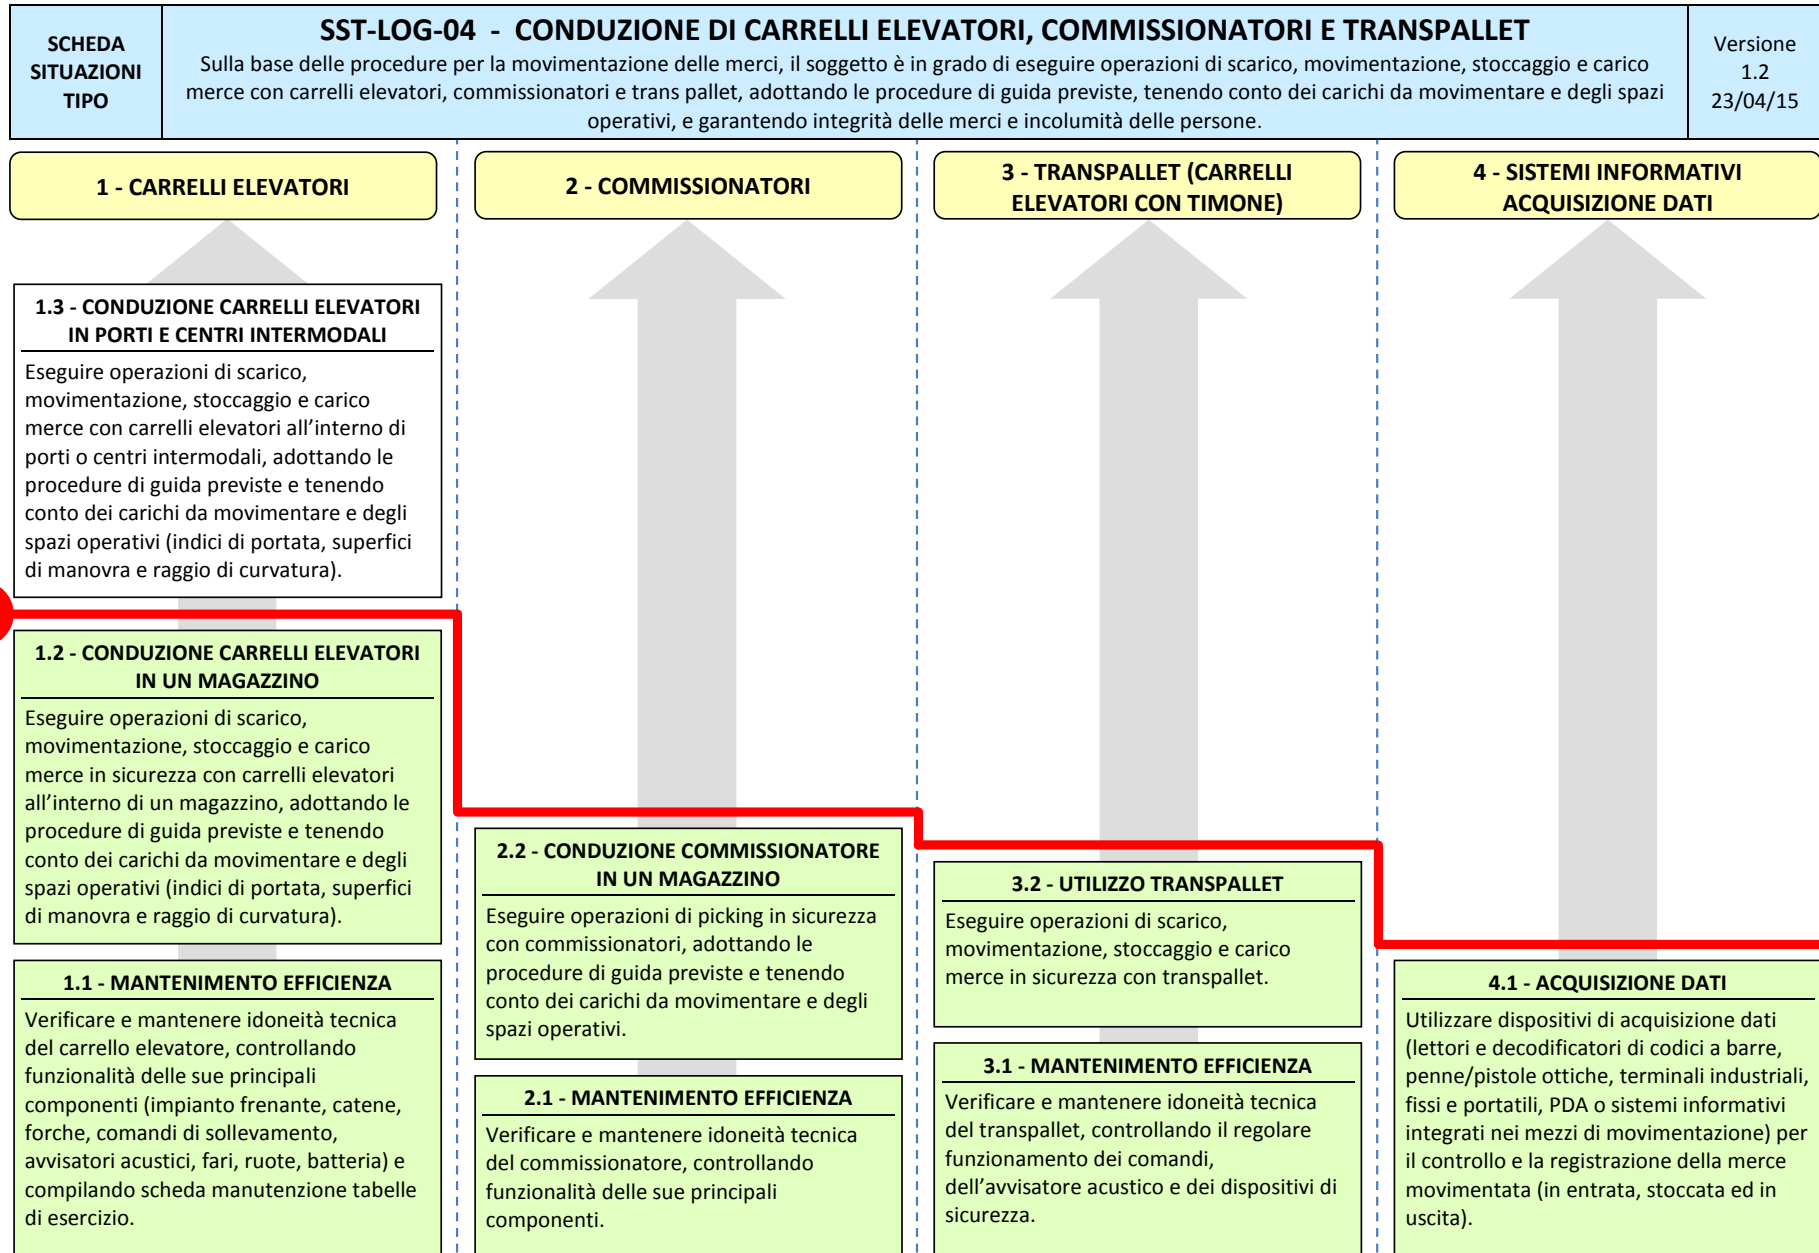 SCHEDA
SITUAZIONI
TIPO
SST-LOG-04 - CONDUZIONE DI CARRELLI ELEVATORI, COMMISSIONATORI E TRANSPALLET
Sulla base delle procedure per la movimentazione delle merci, il soggetto è in grado di eseguire operazioni di scarico, movimentazione, stoccaggio e carico
merce con carrelli elevatori, commissionatori e trans pallet, adottando le procedure di guida previste, tenendo conto dei carichi da movimentare e degli spazi
operativi, e garantendo integrità delle merci e incolumità delle persone.
Versione
1.2
23/04/15
1 - CARRELLI ELEVATORI
1.3 - CONDUZIONE CARRELLI ELEVATORI
IN PORTI E CENTRI INTERMODALI
Eseguire operazioni di scarico,
movimentazione, stoccaggio e carico
merce con carrelli elevatori all'interno di
porti o centri intermodali, adottando le
procedure di guida previste e tenendo
conto dei carichi da movimentare e degli
spazi operativi (indici di portata, superfici
di manovra e raggio di curvatura).
1.2 - CONDUZIONE CARRELLI ELEVATORI
IN UN MAGAZZINO
Eseguire operazioni di scarico,
movimentazione, stoccaggio e carico
merce in sicurezza con carrelli elevatori
all'interno di un magazzino, adottando le
procedure di guida previste e tenendo
conto dei carichi da movimentare e degli
spazi operativi (indici di portata, superfici
di manovra e raggio di curvatura).
1.1 - MANTENIMENTO EFFICIENZA
Verificare e mantenere idoneità tecnica
del carrello elevatore, controllando
funzionalità delle sue principali
componenti (impianto frenante, catene,
forche, comandi di sollevamento,
avvisatori acustici, fari, ruote, batteria) e
compilando scheda manutenzione tabelle
di esercizio.
2 - COMMISSIONATORI
2.2 - CONDUZIONE COMMISSIONATORE
IN UN MAGAZZINO
Eseguire operazioni di picking in sicurezza
con commissionatori, adottando le
procedure di guida previste e tenendo
conto dei carichi da movimentare e degli
spazi operativi.
2.1 - MANTENIMENTO EFFICIENZA
Verificare e mantenere idoneità tecnica
del commissionatore, controllando
funzionalità delle sue principali
componenti.
3 - TRANSPALLET (CARRELLI
ELEVATORI CON TIMONE)
3.2 - UTILIZZO TRANSPALLET
Eseguire operazioni di scarico,
movimentazione, stoccaggio e carico
merce in sicurezza con transpallet.
3.1 - MANTENIMENTO EFFICIENZA
Verificare e mantenere idoneità tecnica
del transpallet, controllando il regolare
funzionamento dei comandi,
dell'avvisatore acustico e dei dispositivi di
sicurezza.
4 - SISTEMI INFORMATIVI
ACQUISIZIONE DATI
4.1 - ACQUISIZIONE DATI
Utilizzare dispositivi di acquisizione dati
(lettori e decodificatori di codici a barre,
penne/pistole ottiche, terminali industriali,
fissi e portatili, PDA o sistemi informativi
integrati nei mezzi di movimentazione) per
il controllo e la registrazione della merce
movimentata (in entrata, stoccata ed in
uscita).